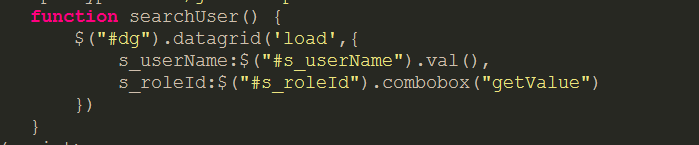 function searchUser() {
$("#dg").datagrid('load',{
s_userName:$("#s_userName").val(),
s_roleId:$("#s_roleId").combobox("getValue")
})
}